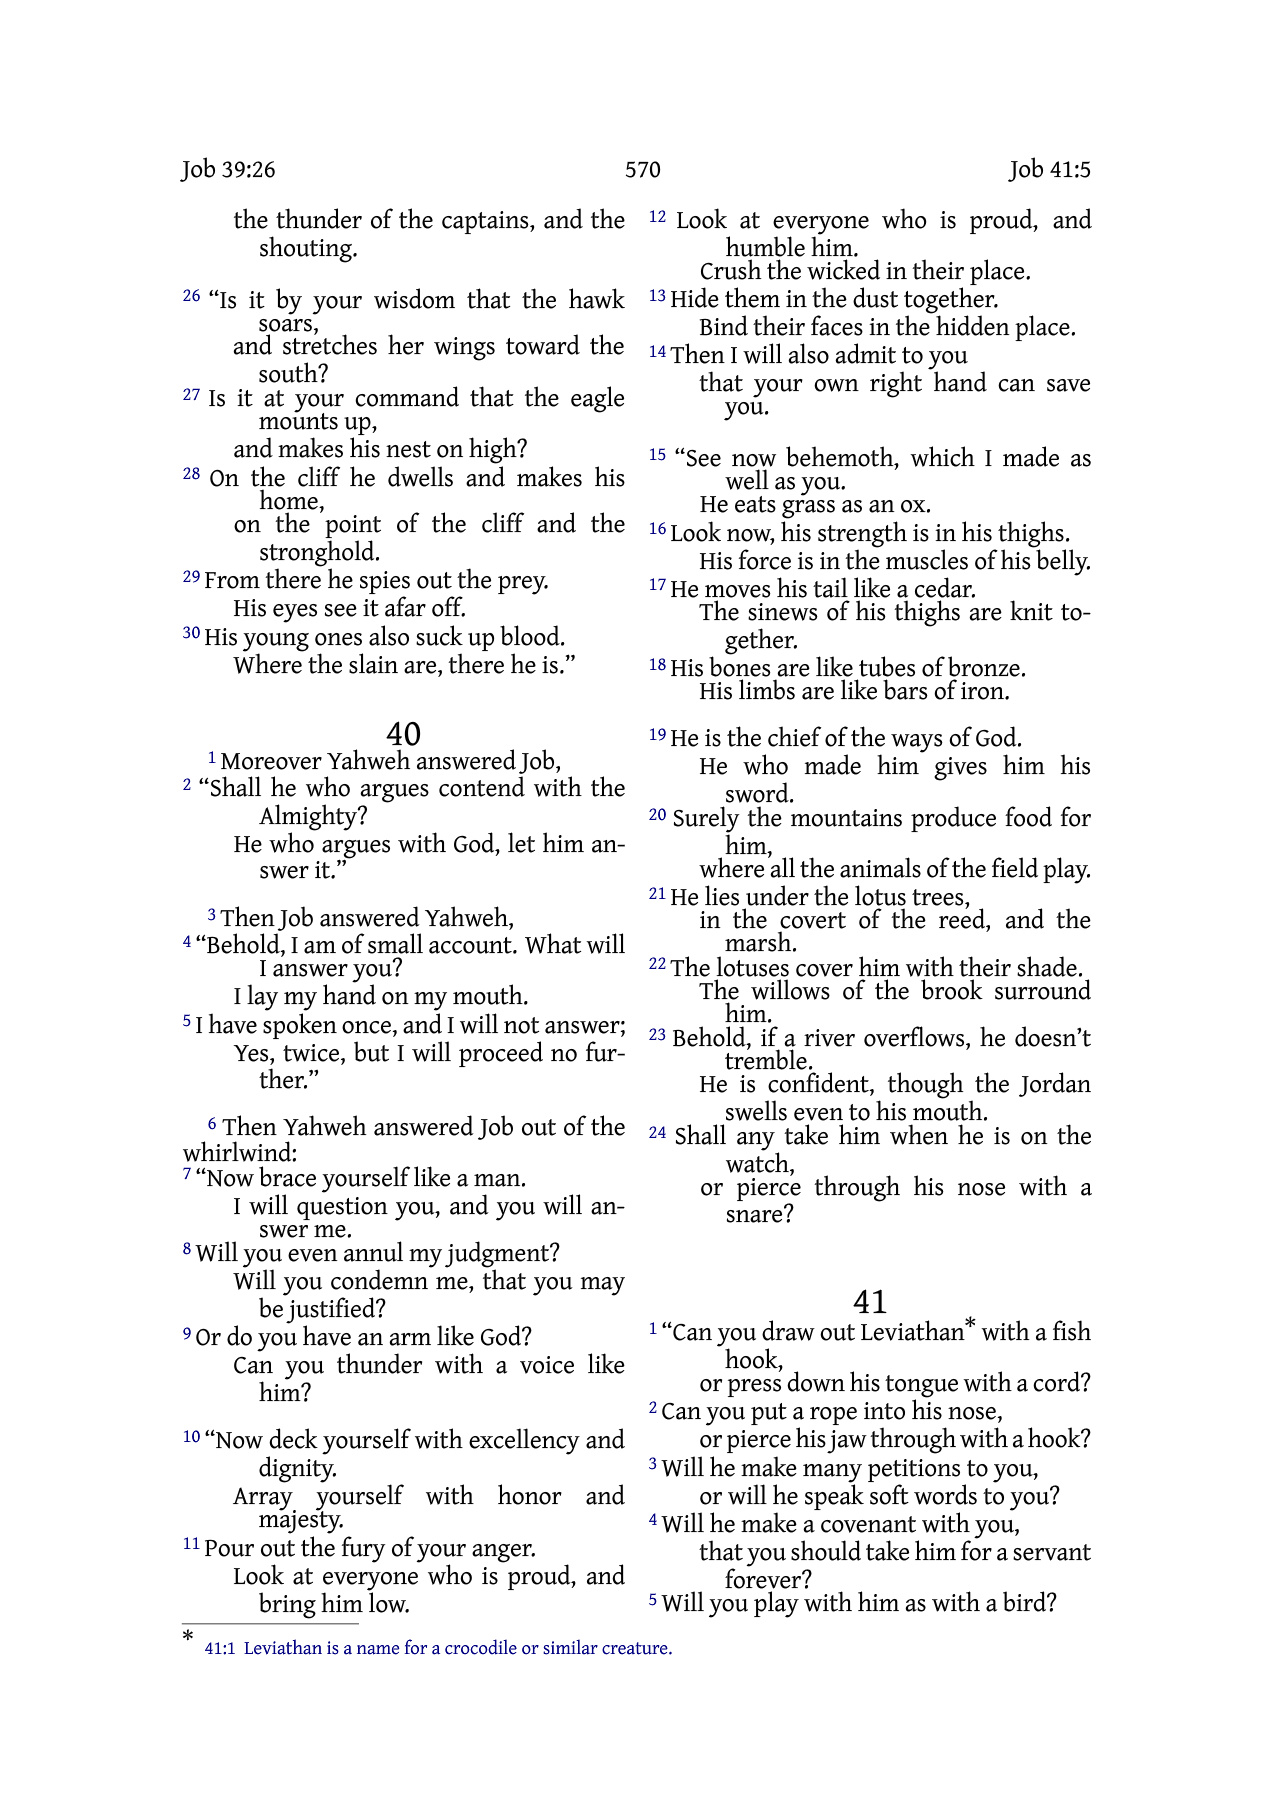 Job 39:26
570
Job 41:5
the thunder of the captains, and the
shouting.
26 “Is it by your wisdom that the hawk
soars,
and stretches her wings toward the
south?
27 Is it at your command that the eagle
mounts up,
and makes his nest on high?
28 On the cliff he dwells and makes his
home,
on the point of the cliff and the
stronghold.
29 From there he spies out the prey.
His eyes see it afar off.
30 His young ones also suck up blood.
Where the slain are, there he is.”
40
1 Moreover Yahweh answered Job,
2 “Shall he who argues contend with the
Almighty?
He who argues with God, let him an-
swer it.”
3 Then Job answered Yahweh,
4 “Behold, I am of small account. What will
I answer you?
I lay my hand on my mouth.
5 I have spoken once, and I will not answer;
Yes, twice, but I will proceed no fur-
ther.”
6 Then Yahweh answered Job out of the
whirlwind:
7 “Now brace yourself like a man.
I will question you, and you will an-
swer me.
8 Will you even annul my judgment?
Will you condemn me, that you may
be justified?
9 Or do you have an arm like God?
Can you thunder with a voice like
him?
10 “Now deck yourself with excellency and
dignity.
Array yourself with honor and
majesty.
11 Pour out the fury of your anger.
Look at everyone who is proud, and
bring him low.
12 Look at everyone who is proud, and
humble him.
Crush the wicked in their place.
13 Hide them in the dust together.
Bind their faces in the hidden place.
14 Then I will also admit to you
that your own right hand can save
you.
15 “See now behemoth, which I made as
well as you.
He eats grass as an ox.
16 Look now, his strength is in his thighs.
His force is in the muscles of his belly.
17 He moves his tail like a cedar.
The sinews of his thighs are knit to-
gether.
18 His bones are like tubes of bronze.
His limbs are like bars of iron.
19 He is the chief of the ways of God.
He who made him gives him his
sword.
20 Surely the mountains produce food for
him,
where all the animals of the field play.
21 He lies under the lotus trees,
in the covert of the reed, and the
marsh.
22 The lotuses cover him with their shade.
The willows of the brook surround
him.
23 Behold, if a river overflows, he doesn’t
tremble.
He is confident, though the Jordan
swells even to his mouth.
24 Shall any take him when he is on the
watch,
or pierce through his nose with a
snare?
41
1 “Can you draw out Leviathan* with a fish
hook,
or press down his tongue with a cord?
2 Can you put a rope into his nose,
or pierce his jaw through with a hook?
3 Will he make many petitions to you,
or will he speak soft words to you?
4 Will he make a covenant with you,
that you should take him for a servant
forever?
5 Will you play with him as with a bird?
* 41:1 Leviathan is a name for a crocodile or similar creature.